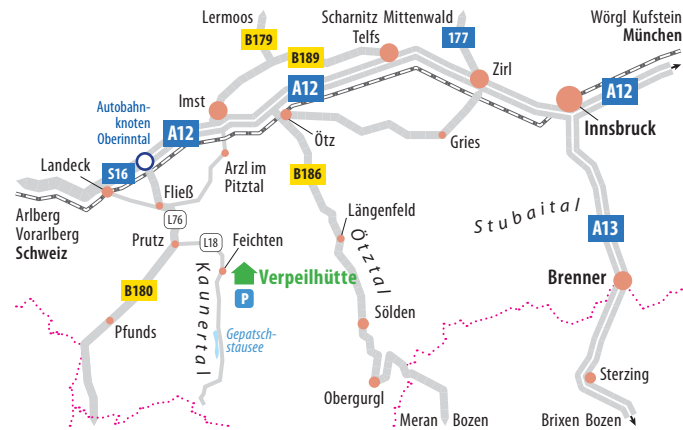 Lermoos
Scharnitz Mittenwald
Wörgl Kufstein
München
B179
Telfs
177
B189
Zirl
A12
A12
Imst
Innsbruck
Autobahn-
knoten
Oberinntal
A12
Ötz
Gries
Landeck
S16
Arzl im
Pitztal
B186
Fließ
Arlberg
Vorarlberg
Schweiz
L76
Längenfeld
Stubaital
A13
Prutz
L18
Feichten
Ötztal
Verpeilhütte
Brenner
B180
P
Kaunertal
Sölden
Pfunds
Gepatsch-
stausee
Sterzing
Obergurgl
Meran
Bozen
Brixen Bozen